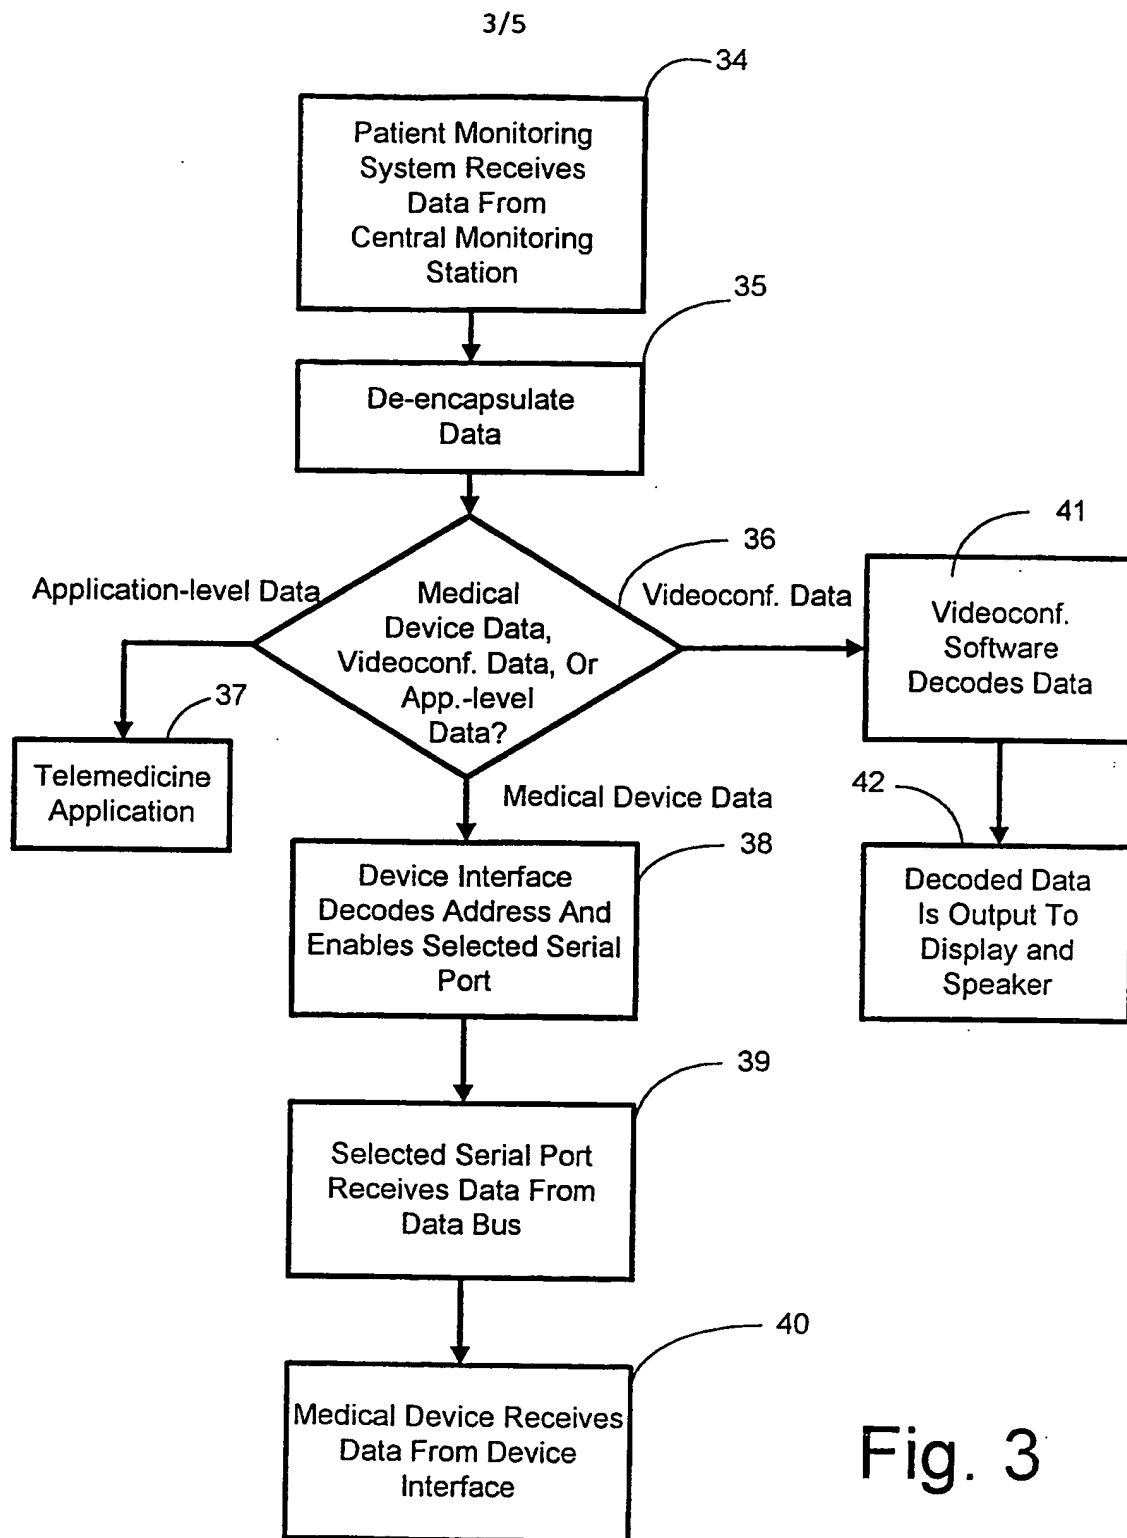 3/5
34
Patient Monitoring
System Receives
Data From
Central Monitoring
Station
35
De-encapsulate
Data
36
Application-level Data
Medical
Device Data,
Videoconf. Data, Or
App.-level
Data?
Videoconf. Data
41
Videoconf.
Software
Decodes Data
37
Telemedicine
Application
Medical Device Data
42
Decoded Data
Is Output To
Display and
Speaker
38
Device Interface
Decodes Address And
Enables Selected Serial
Port
39
Selected Serial Port
Receives Data From
Data Bus
40
Medical Device Receives
Data From Device
Interface
Fig. 3